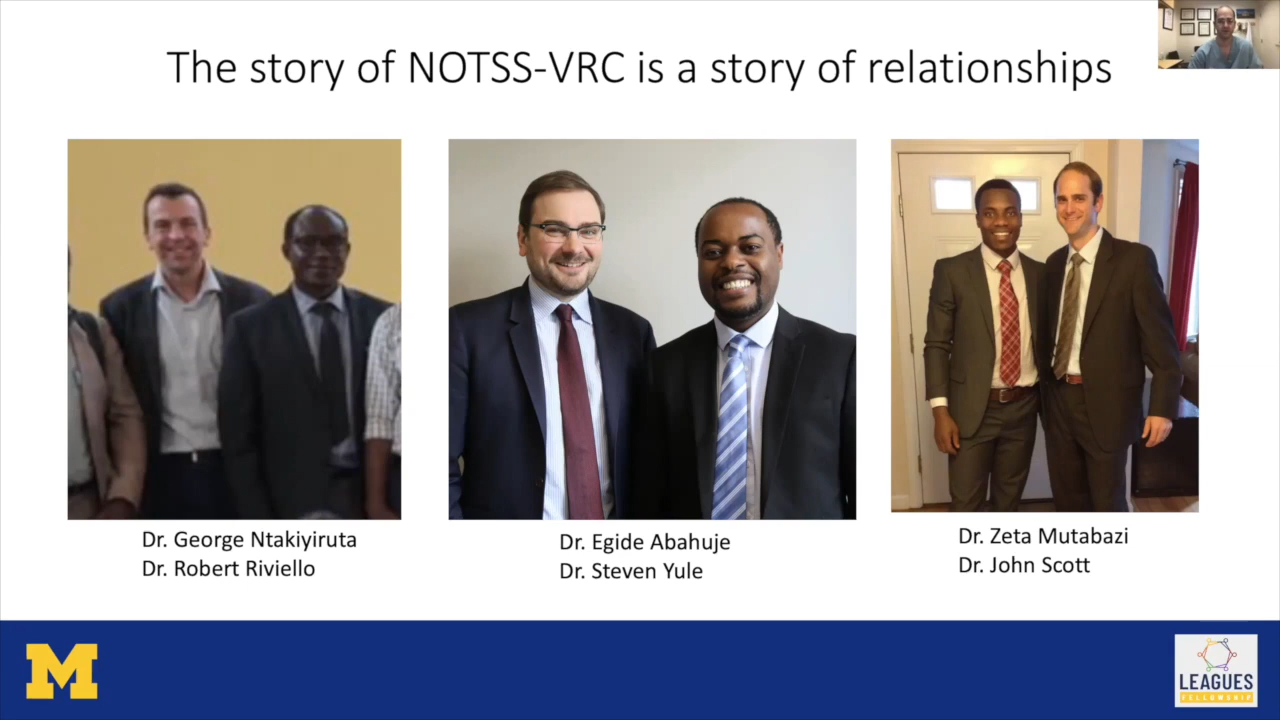 The story of NOTSS-VRC is a story of relationships
Dr. George Ntakiyiruta
Dr. Robert Riviello
Dr. Egide Abahuje
Dr. Steven Yule
Dr. Zeta Mutabazi
Dr. John Scott
M
LEAGUES
FELLOWSHIP